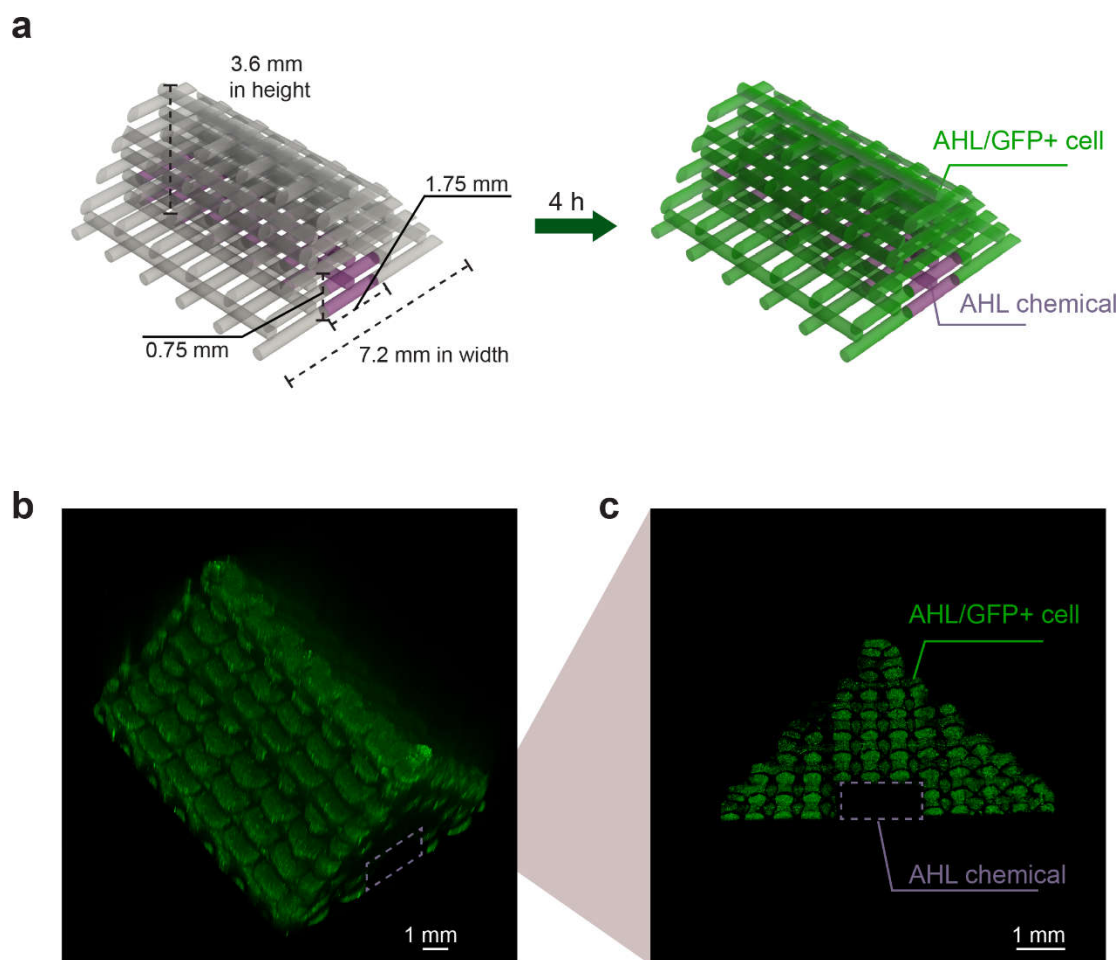 a
3.6 mm
in height
1.75 mm
0.75 mm
7.2 mm in width
4 h
AHL/GFP+ cell
AHL chemical
b
1 mm
c
AHL/GFP+ cell
AHL chemical
1 mm